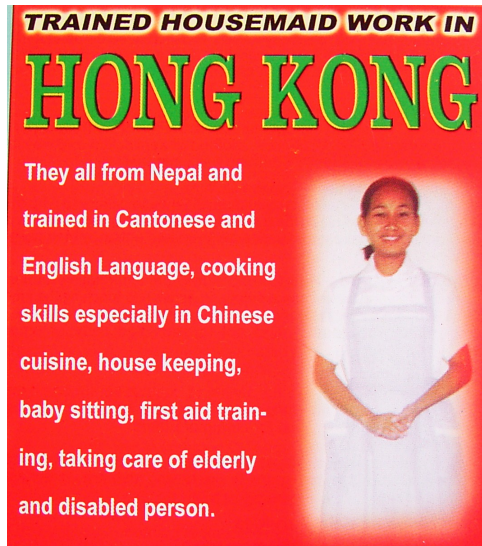 TRAINED HOUSEMAID WORK IN
HONG KONG
They all from Nepal and
trained in Cantonese and
English Language, cooking
skills especially in Chinese
cuisine, house keeping,
baby sitting, first aid train-
ing, taking care of elderly
and disabled person.